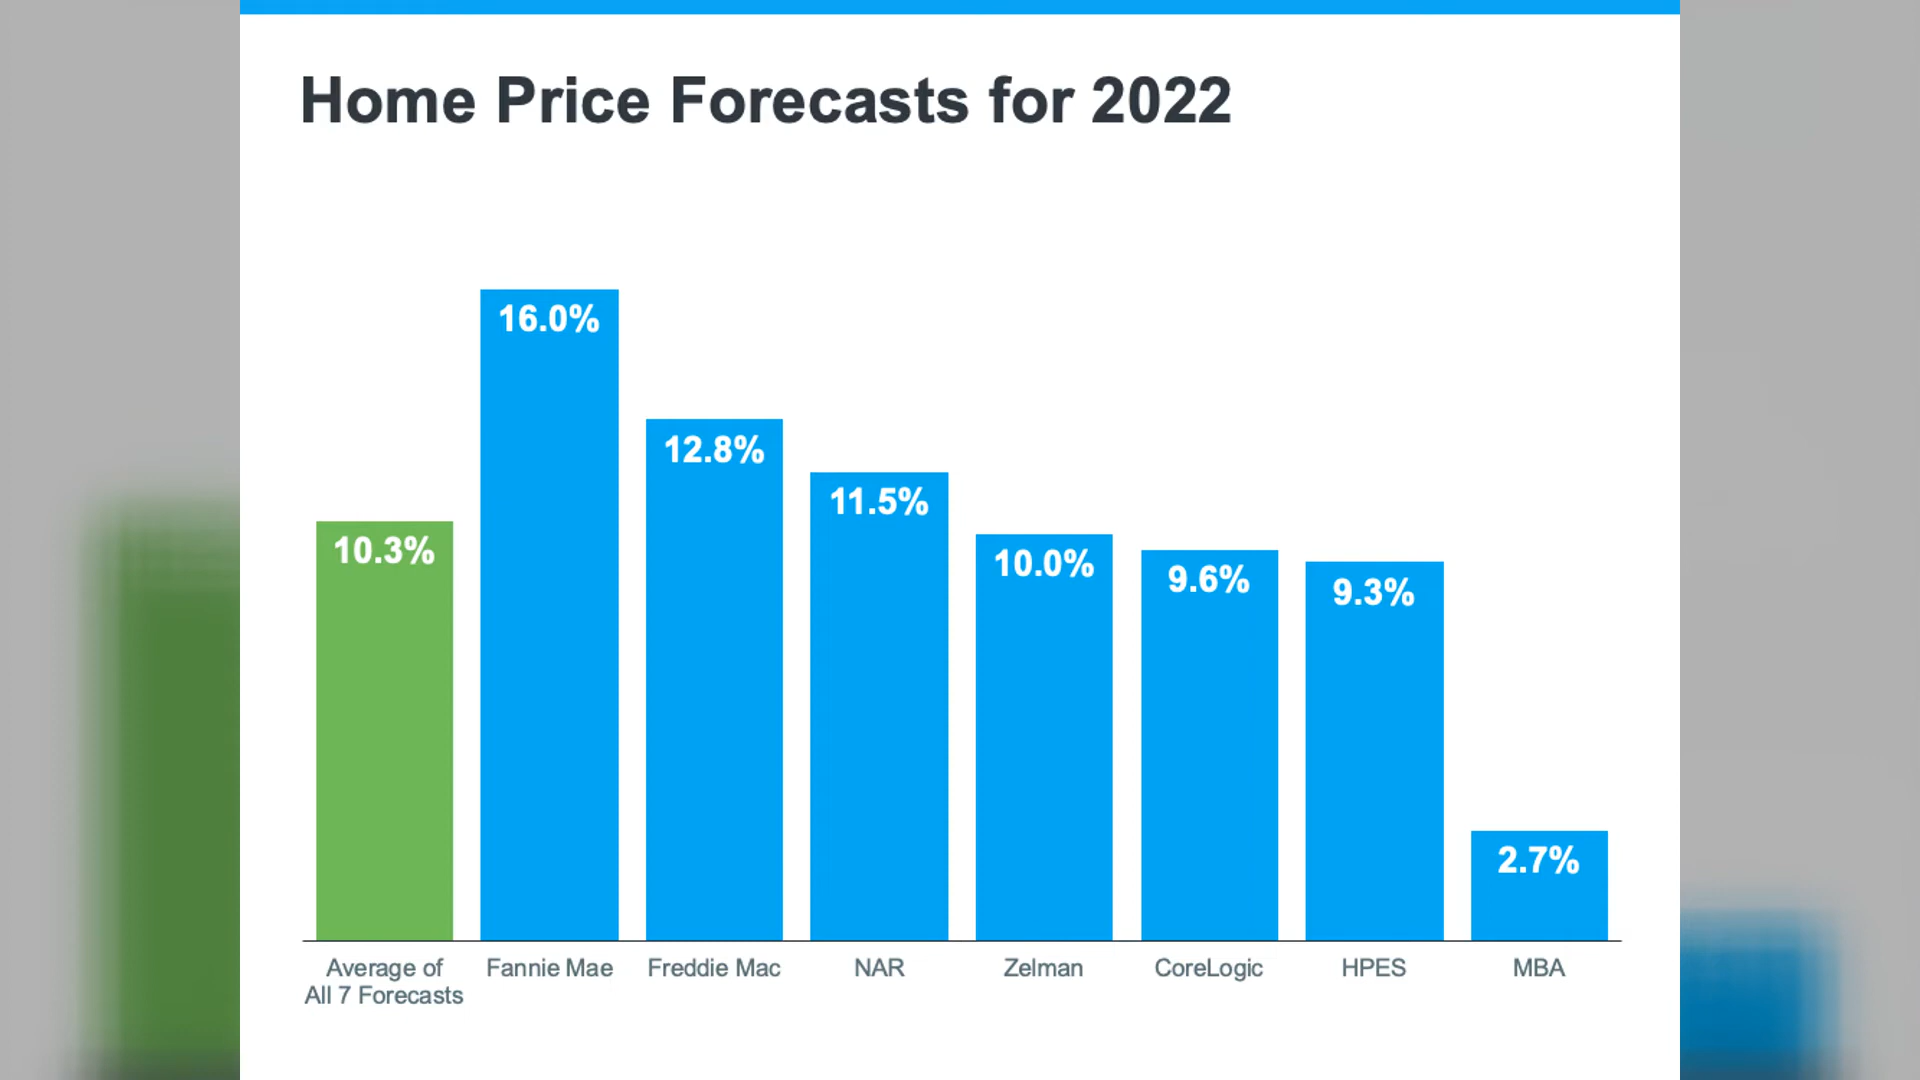 Home Price Forecasts for 2022
16.0%
12.8%
11.5%
10.3%
10.0%
9.6%
9.3%
2.7%
Average of
All 7 Forecasts
Fannie Mae
Freddie Mac
NAR
Zelman
CoreLogic
HPES
MBA